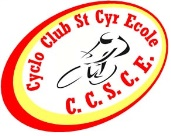 Cyclo Club St Cyr Ecole
C. C. S. C. E.